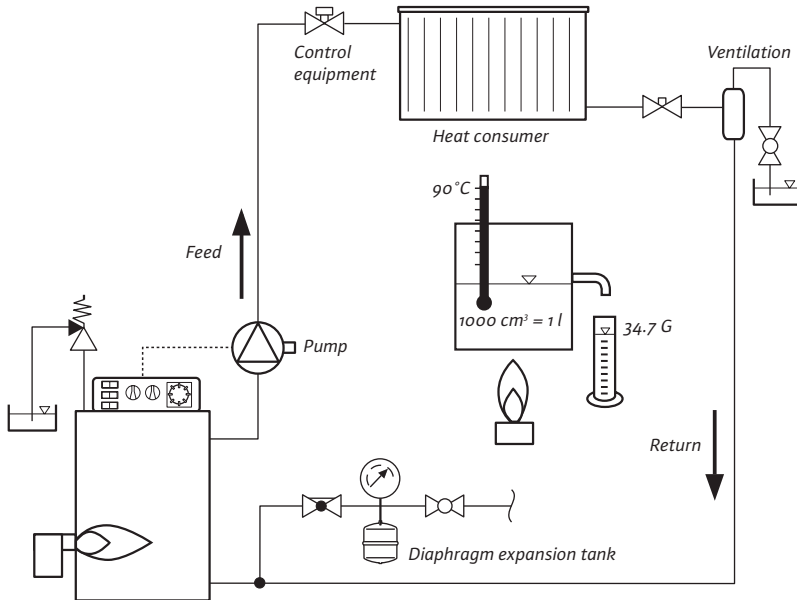 Control
equipment
Ventilation
Heat consumer
90°C
Feed
1000 cm³ = 1 l
34.7 G
Pump
Return
Diaphragm expansion tank